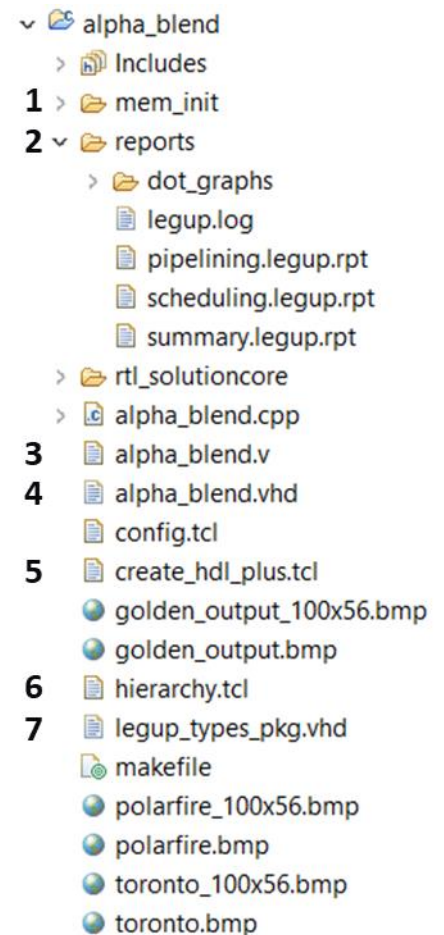 alpha_blend
Includes
1 mem_init
2 reports
dot_graphs
legup.log
pipelining.legup.rpt
scheduling.legup.rpt
summary.legup.rpt
rtl_solutioncore
alpha_blend.cpp
3 alpha_blend.v
4 alpha_blend.vhd
config.tcl
5 create_hdl_plus.tcl
golden_output_100x56.bmp
golden_output.bmp
6 hierarchy.tcl
7 legup_types_pkg.vhd
makefile
polarfire_100x56.bmp
polarfire.bmp
toronto_100x56.bmp
toronto.bmp